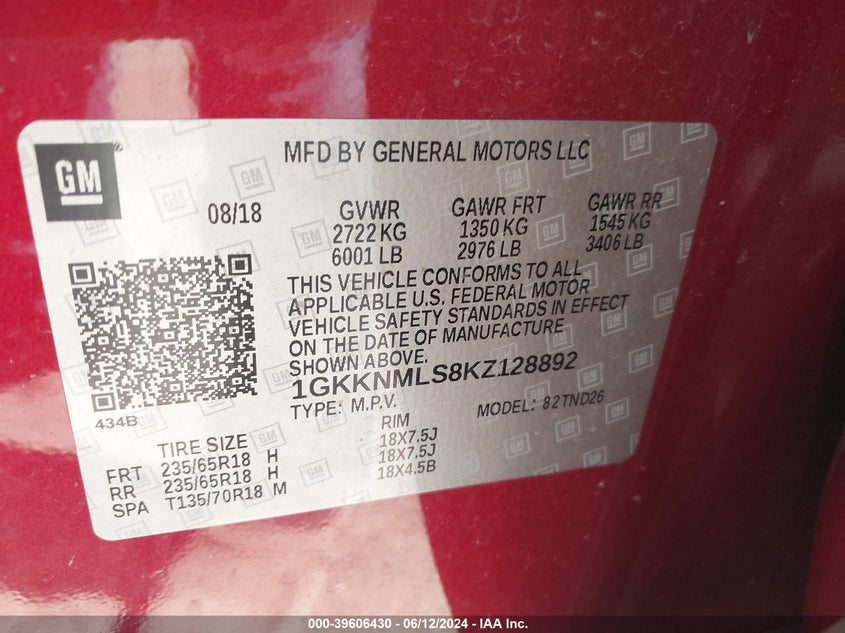 GM
MFD BY GENERAL MOTORS LLC
08/18
GVWR GAWR FRT GAWR RR
2722 KG 1350 KG 1545 KG
6001 LB 2976 LB 3406 LB
THIS VEHICLE CONFORMS TO ALL
APPLICABLE U.S. FEDERAL MOTOR
VEHICLE SAFETY STANDARDS IN EFFECT
ON THE DATE OF MANUFACTURE
SHOWN ABOVE.
1GKKNMLS8KZ128892
434B
TYPE: M.P.V. MODEL: 82TND26
TIRE SIZE RIM
FRT 235/65R18 H 18X7.5J
RR 235/65R18 H 18X7.5J
SPA T135/70R18 M 18X4.5B
000-39606430 - 06/12/2024 - IAA Inc.